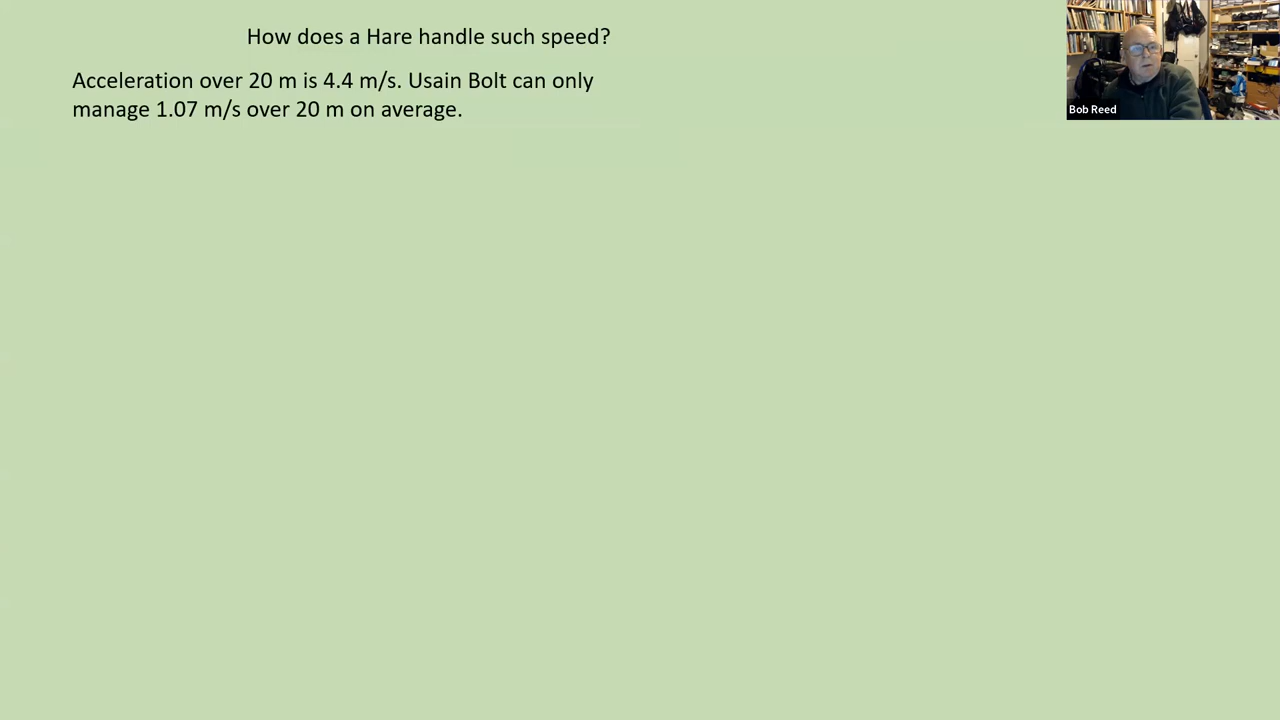 How does a Hare handle such speed?
Acceleration over 20 m is 4.4 m/s. Usain Bolt can only
manage 1.07 m/s over 20 m on average.
Bob Reed